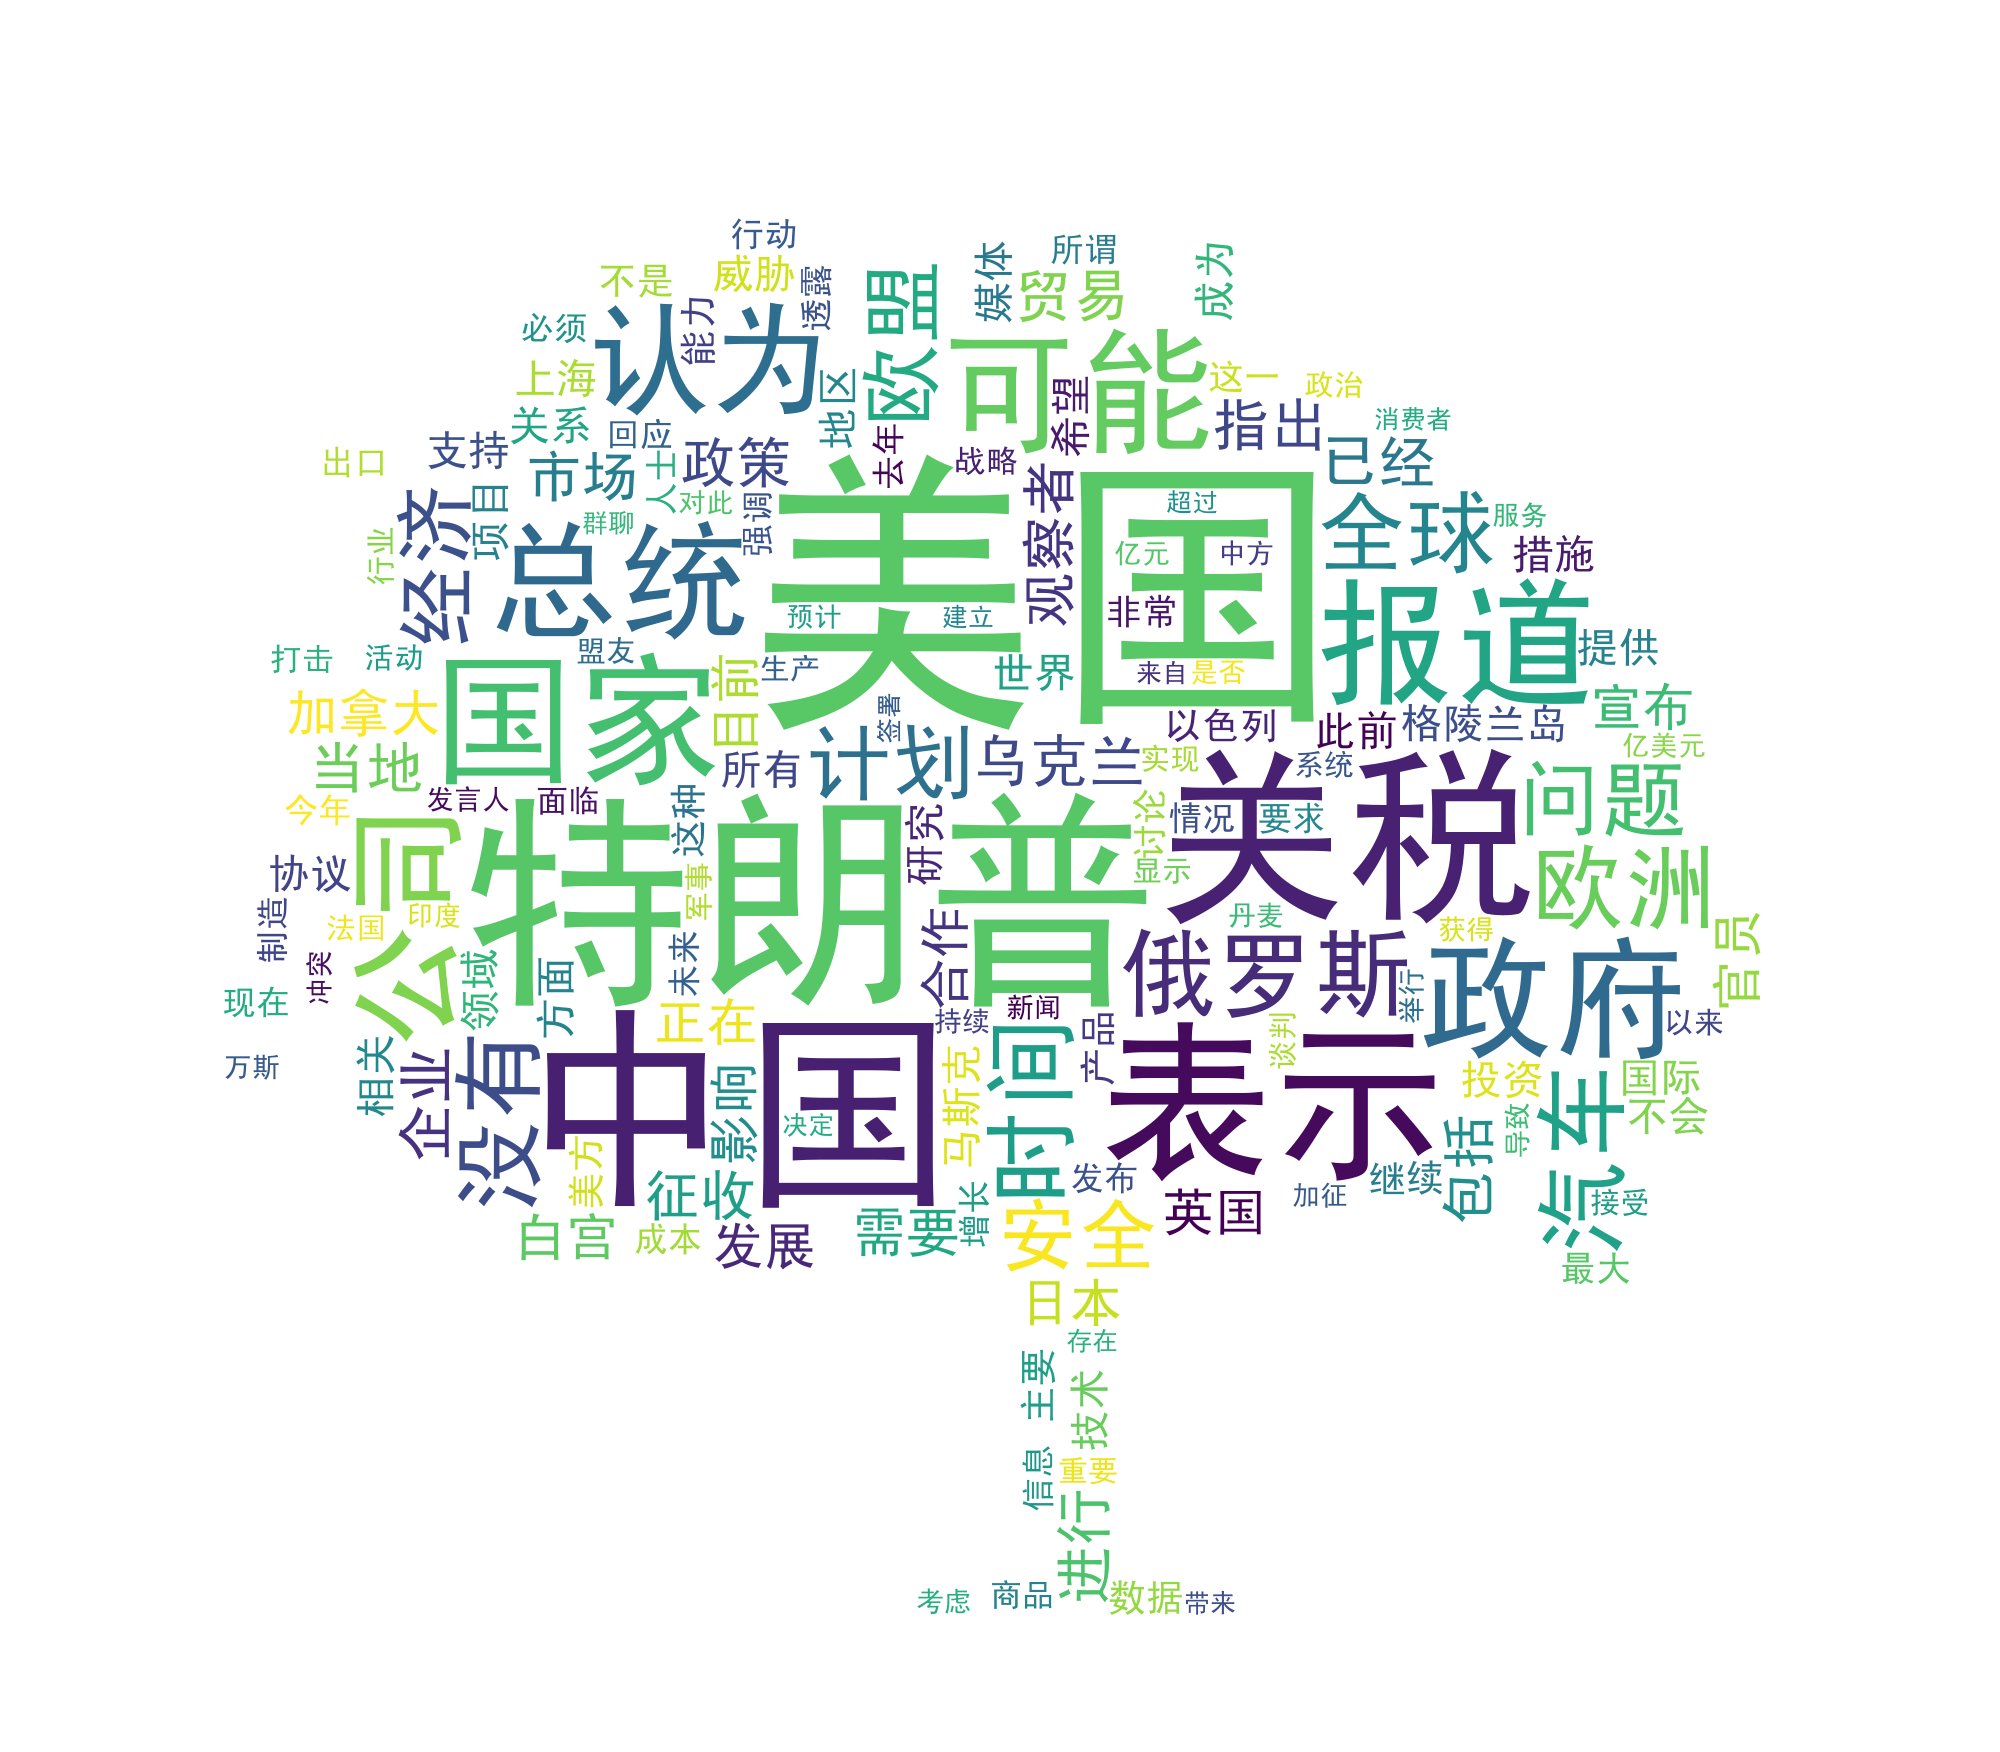 行动
所谓
不是
威胁
透露
欧盟
媒体
贸易
成为
必须
认为
能力
可能
上海
地区
希望
这一
政治
关系
回应
去年
指出
消费者
支持
市场
人士
政策
战略
已经
出口
项目
对此
美国
观察者
超过
全球
服务
经济
群聊
强调
行业
总统
亿元
中方
措施
预计
建立
非常
报道
打击
活动
盟友
国家
目前
生产
世界
来自
是否
提供
加拿大
签署
以色列
此前
格陵兰岛
宣布
当地
所有
计划
乌克兰
实现
系统
亿美元
今年
发言人
面临
这种
特朗普
研究
讨论
关税
情况
要求
问题
公司
协议
军事
显示
欧洲
制造
法国
印度
丹麦
获得
官员
冲突
领域
方面
未来
合作
俄罗斯
政府
现在
正在
新闻
持续
举行
以来
万斯
相关
企业
没有
中国
影响
决定
马斯克
时间
产品
表示
谈判
投资
国际
汽车
不会
美方
征收
发布
继续
包括
导致
白宫
成本
发展
需要
增长
安全
英国
加征
接受
最大
日本
存在
主要
技术
信息
重要
进行
考虑
商品
数据
带来